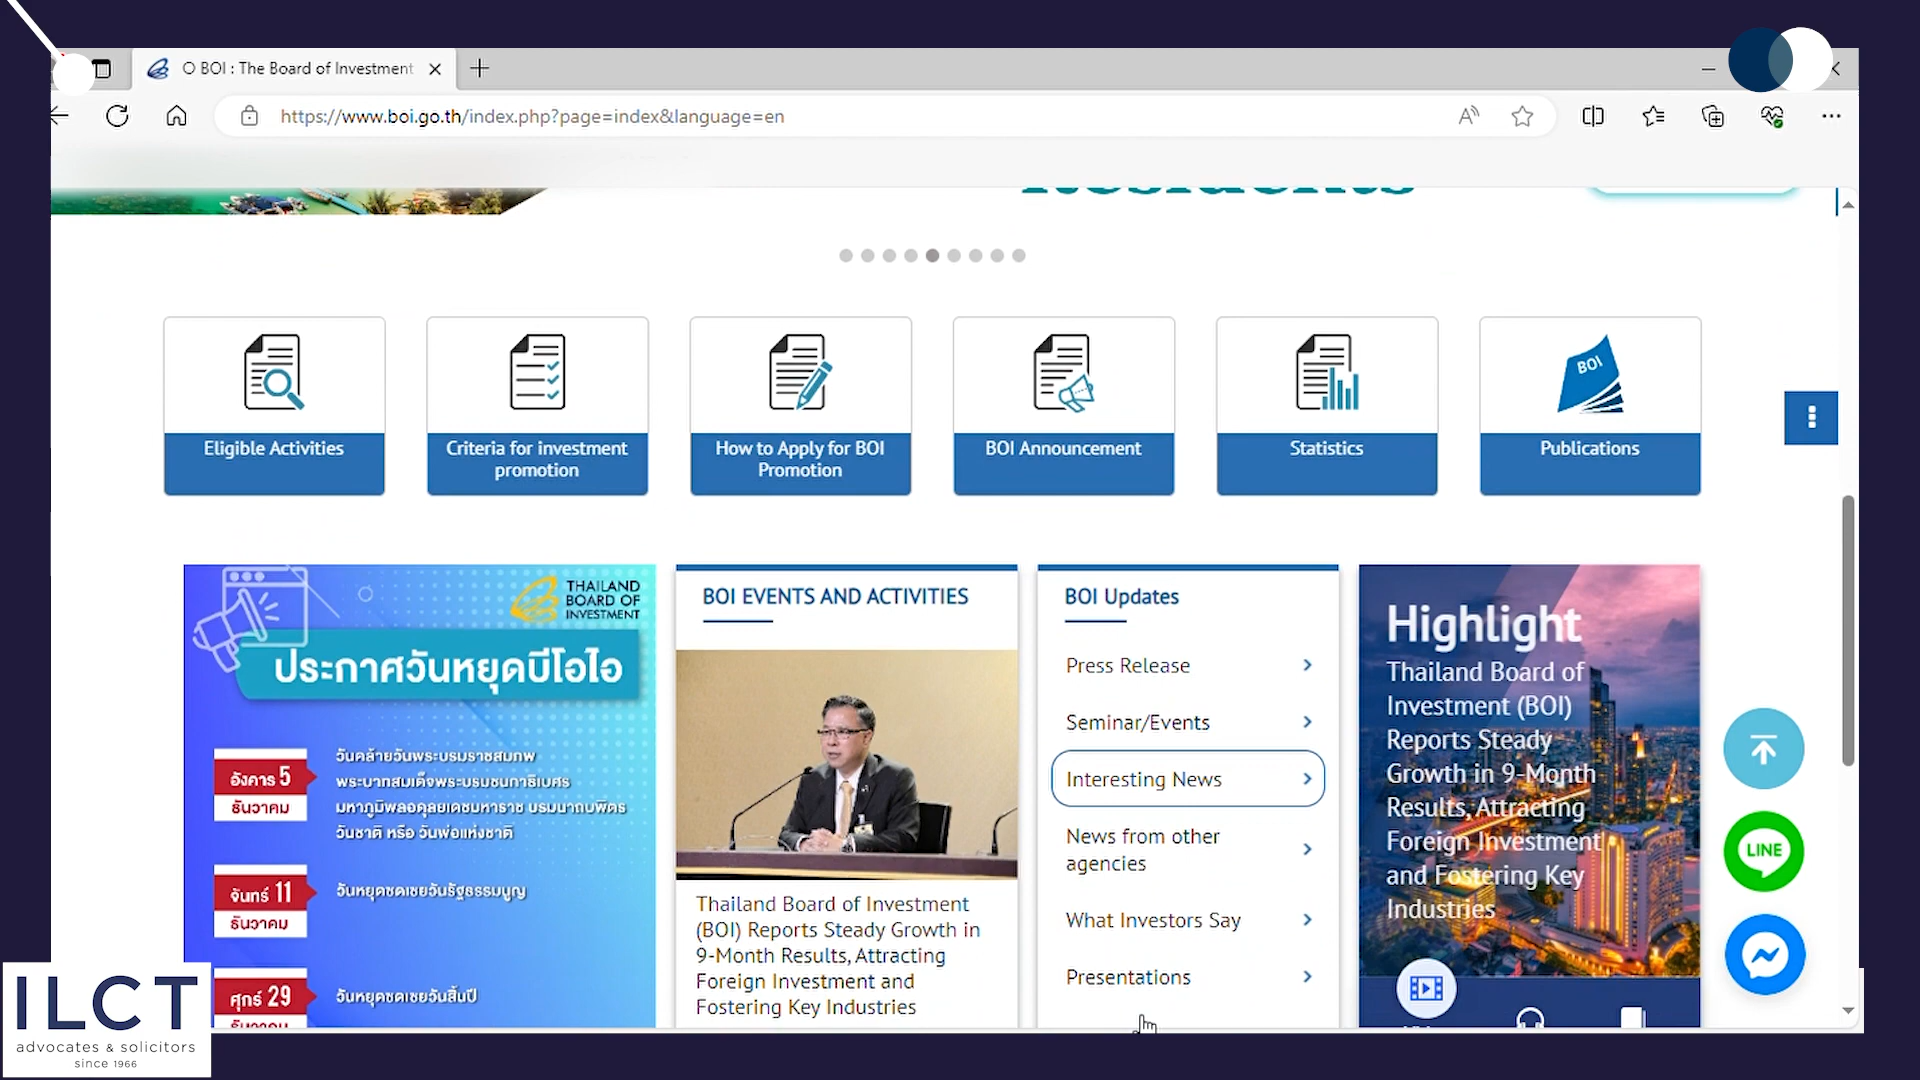 O BOI : The Board of Investment
https://www.boi.go.th/index.php?page=index&language=en
Residents
Eligible Activities
Criteria for investment
promotion
How to Apply for BOI
Promotion
BOI Announcement
Statistics
BOI
Publications
THAILAND
BOARD OF
INVESTMENT
ประกาศวันหยุดบีโอไอ
อังคาร 5
ธันวาคม
วันคล้ายวันพระบรมราชสมภพ
พระบาทสมเด็จพระบรมชนกาธิเบศร
มหาภูมิพลอดุลยเดชมหาราช บรมนาถบพิตร
วันชาติ หรือ วันพ่อแห่งชาติ
จันทร์ 11
ธันวาคม
วันหยุดชดเชยวันรัฐธรรมนูญ
ศุกร์ 29
ธันวาคม
วันหยุดชดเชยวันสิ้นปี
BOI EVENTS AND ACTIVITIES
Thailand Board of Investment
(BOI) Reports Steady Growth in
9-Month Results, Attracting
Foreign Investment and
Fostering Key Industries
BOI Updates
Press Release
Seminar/Events
Interesting News
News from other
agencies
What Investors Say
Presentations
Highlight
Thailand Board of
Investment (BOI)
Reports Steady
Growth in 9-Month
Results, Attracting
Foreign Investment
and Fostering Key
Industries
LINE
ILCT
advocates & solicitors
since 1966